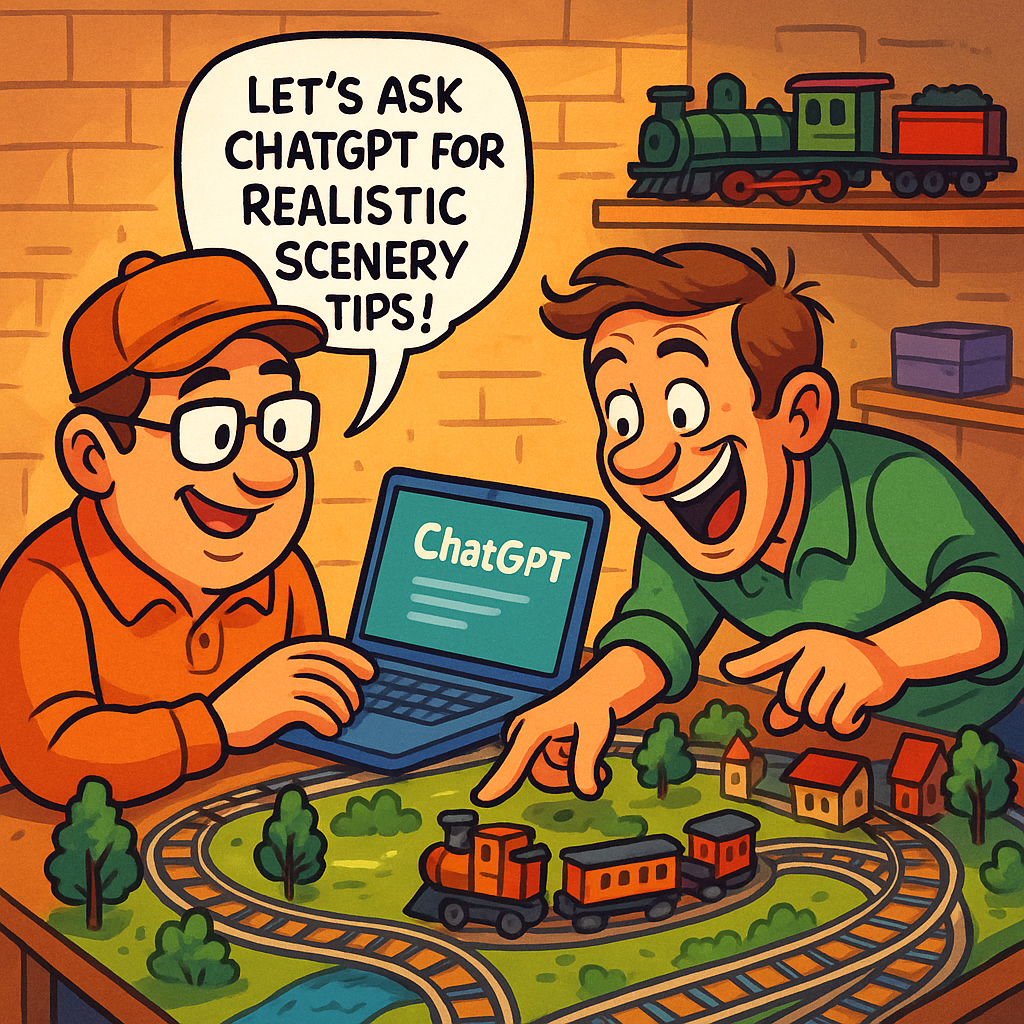 LET'S ASK
CHATGPT FOR
REALISTIC
SCENERY
TIPS!
ChatGPT